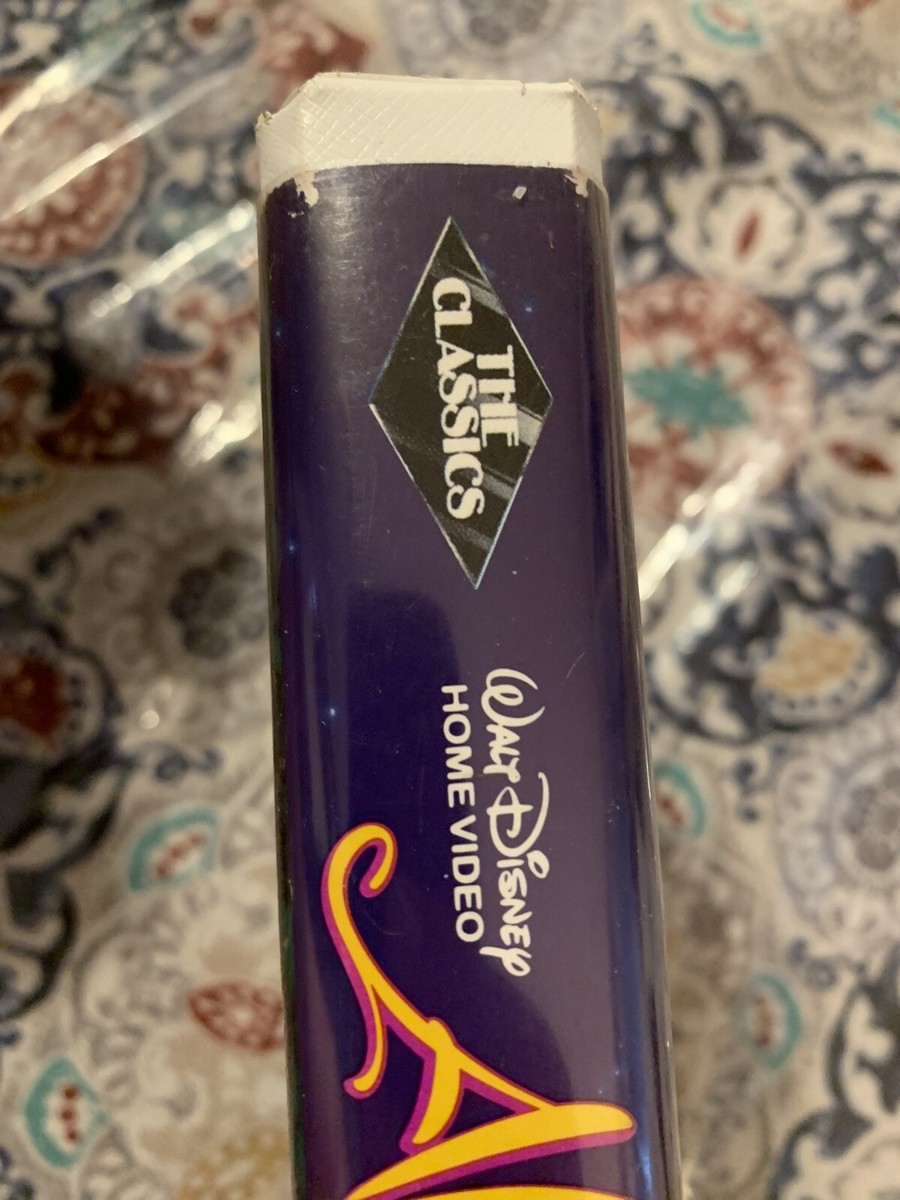 THE
CLASSICS
WALT DISNEY
HOME VIDEO
A